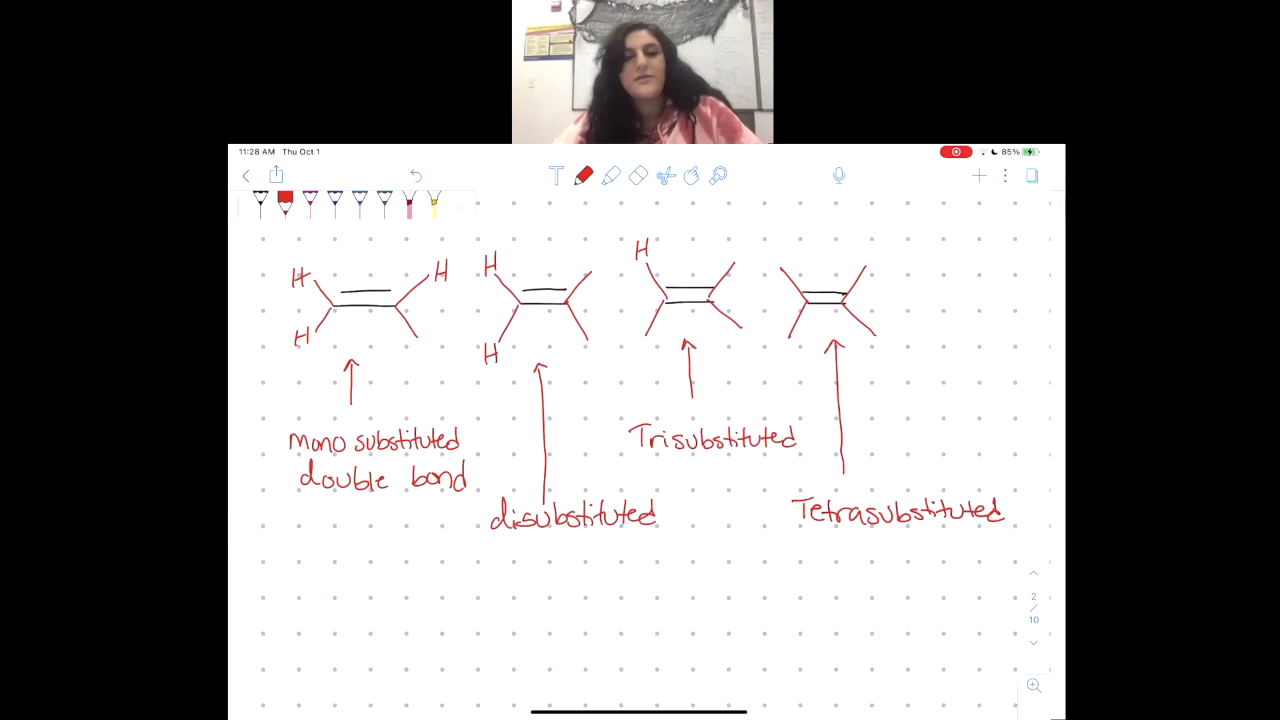 11:28 AM Thu Oct 1
85%
T
H
H
H
H
H
H
Mono substituted
double bond
disubstituted
Trisubstituted
Tetrasubstituted
2
/
10